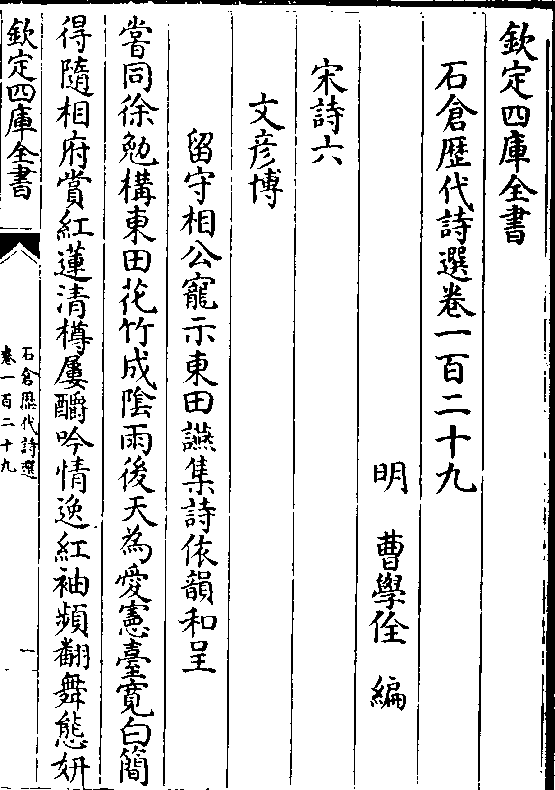 欽定四庫全書
石倉歴代詩選卷一百二十九
明 曹學佺 編
宋詩六
文彦博
留守相公寵示東田讌集詩依韻和呈
嘗同徐勉構東田花竹成陰雨後天為愛憲臺寛白簡
得隨相府賞紅蓮清樽屢酹吟情逸紅袖頻翻舞態妍
欽定四庫全書
石倉歴代詩選
卷一百二十九
一